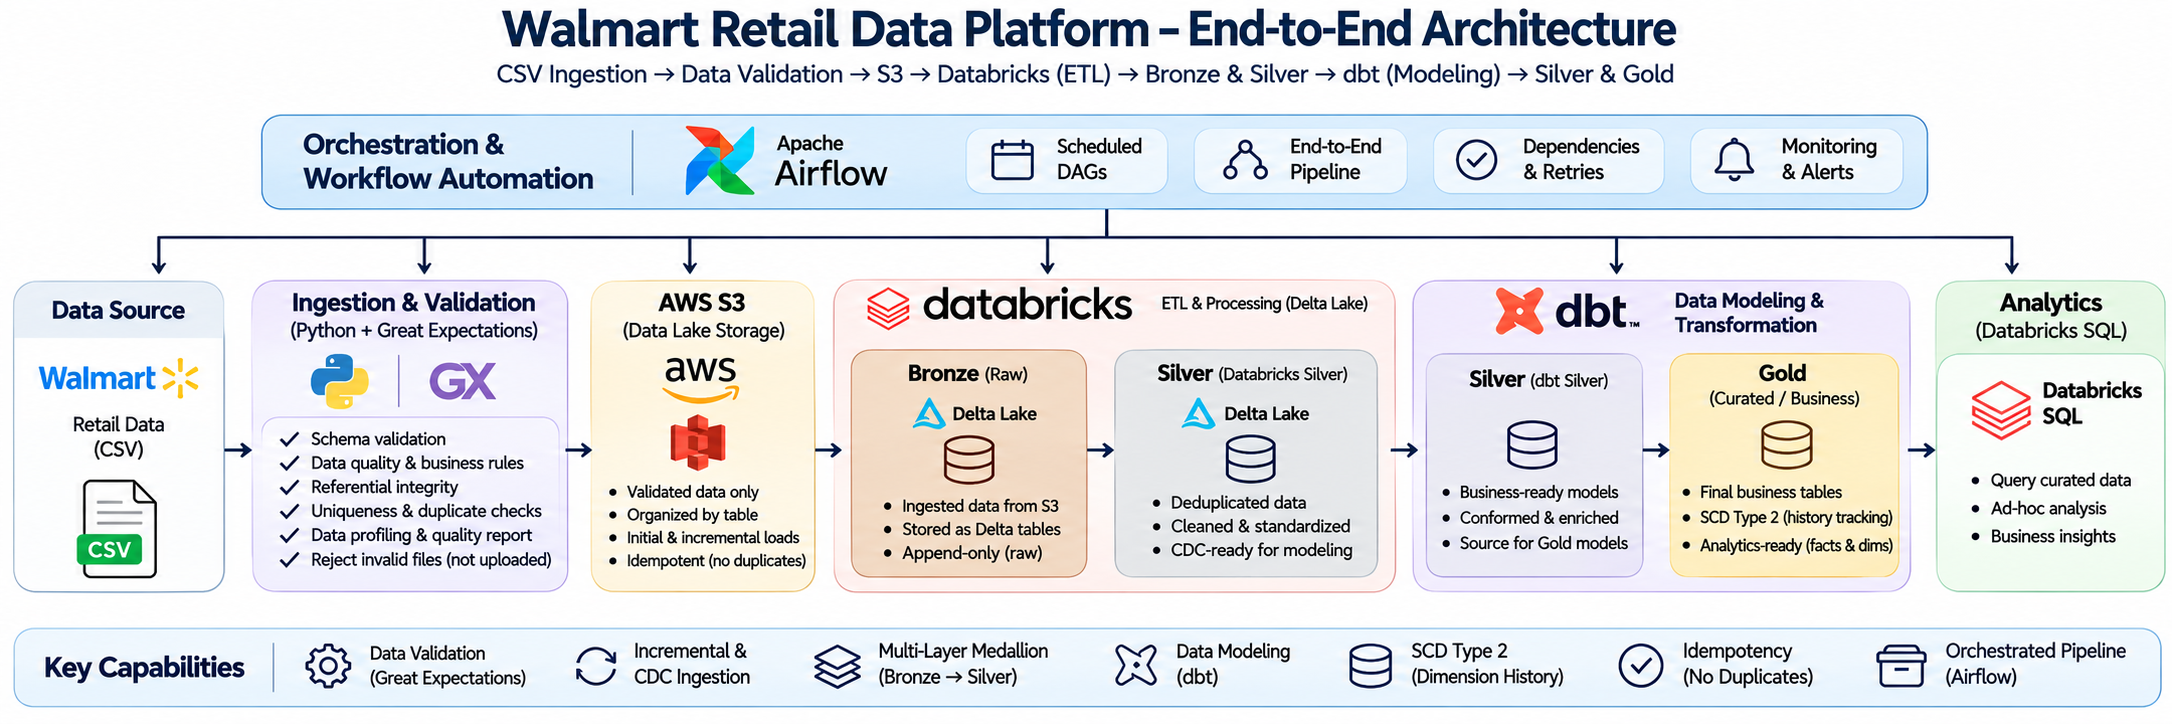 Walmart Retail Data Platform – End-to-End Architecture
CSV Ingestion → Data Validation → S3 → Databricks (ETL) → Bronze & Silver → dbt (Modeling) → Silver & Gold
Orchestration &
Workflow Automation
Apache
Airflow
Scheduled
DAGs
End-to-End
Pipeline
Dependencies
& Retries
Monitoring
& Alerts
Data Source
Walmart
Retail Data
(CSV)
CSV
Ingestion & Validation
(Python + Great Expectations)
GX
Schema validation
Data quality & business rules
Referential integrity
Uniqueness & duplicate checks
Data profiling & quality report
Reject invalid files (not uploaded)
AWS S3
(Data Lake Storage)
aws
• Validated data only
• Organized by table
• Initial & incremental loads
• Idempotent (no duplicates)
databricks
ETL & Processing (Delta Lake)
Bronze (Raw)
Delta Lake
• Ingested data from S3
• Stored as Delta tables
• Append-only (raw)
Silver (Databricks Silver)
Delta Lake
• Deduplicated data
• Cleaned & standardized
• CDC-ready for modeling
dbt™
Data Modeling &
Transformation
Silver (dbt Silver)
• Business-ready models
• Conformed & enriched
• Source for Gold models
Gold
(Curated / Business)
• Final business tables
• SCD Type 2 (history tracking)
• Analytics-ready (facts & dims)
Analytics
(Databricks SQL)
Databricks
SQL
• Query curated data
• Ad-hoc analysis
• Business insights
Key Capabilities
Data Validation
(Great Expectations)
Incremental &
CDC Ingestion
Multi-Layer Medallion
(Bronze → Silver)
Data Modeling
(dbt)
SCD Type 2
(Dimension History)
Idempotency
(No Duplicates)
Orchestrated Pipeline
(Airflow)